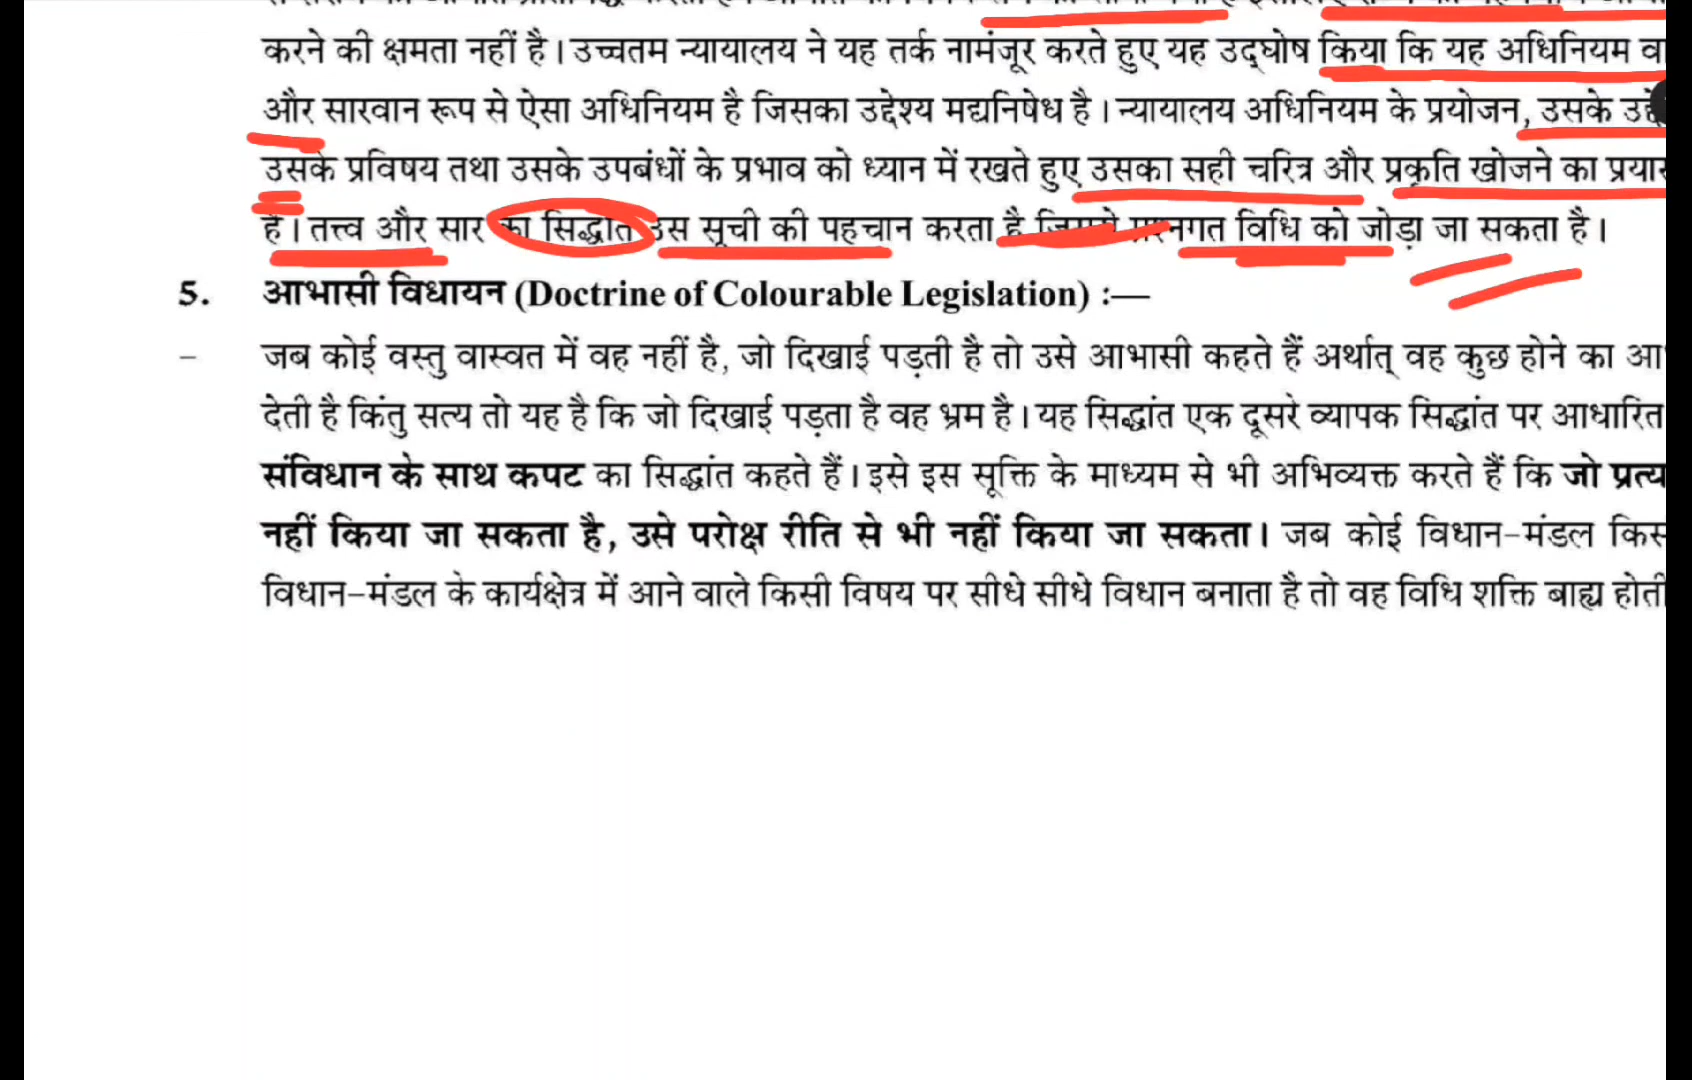 करने की क्षमता नहीं है। उच्चतम न्यायालय ने यह तर्क नामंजूर करते हुए यह उद्घोष किया कि यह अधिनियम
और सारवान रूप से ऐसा अधिनियम है जिसका उद्देश्य मद्यनिषेध है। न्यायालय अधिनियम के प्रयोजन, उसके
उसके प्रविषय तथा उसके उपबंधों के प्रभाव को ध्यान में रखते हुए उसका सही चरित्र और प्रकृति खोजने का
है। तत्त्व और सार का सिद्धांत उस सूची की पहचान करता है विधि को जोड़ा जा सकता है।
5. आभासी विधायन (Doctrine of Colourable Legislation) :—
– जब कोई वस्तु वास्वत में वह नहीं है, जो दिखाई पड़ती है तो उसे आभासी कहते हैं अर्थात् वह कुछ होने का आ
देती है किंतु सत्य तो यह है कि जो दिखाई पड़ता है वह भ्रम है। यह सिद्धांत एक दूसरे व्यापक सिद्धांत पर आधारित
संविधान के साथ कपट का सिद्धांत कहते हैं। इसे इस सूक्ति के माध्यम से भी अभिव्यक्त करते हैं कि जो प्रत्य
नहीं किया जा सकता है, उसे परोक्ष रीति से भी नहीं किया जा सकता। जब कोई विधान-मंडल किस
विधान-मंडल के कार्यक्षेत्र में आने वाले किसी विषय पर सीधे सीधे विधान बनाता है तो वह विधि शक्ति बाह्य होती